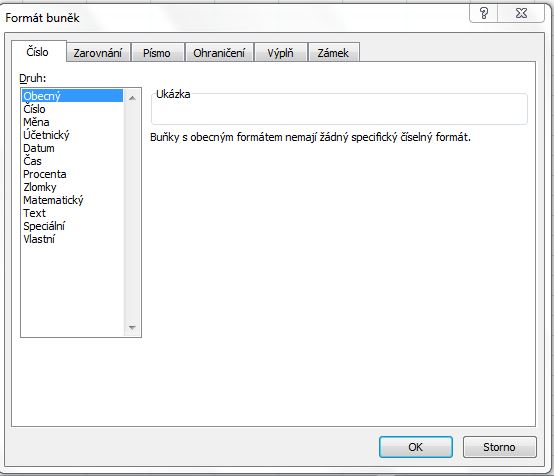 Formát buněk
Číslo Zarovnání Písmo Ohraničení Výplň Zámek
Druh:
Obecný
Číslo
Měna
Účetnický
Datum
Čas
Procenta
Zlomky
Matematický
Text
Speciální
Vlastní
Ukázka
Buňky s obecným formátem nemají žádný specifický číselný formát.
OK Storno